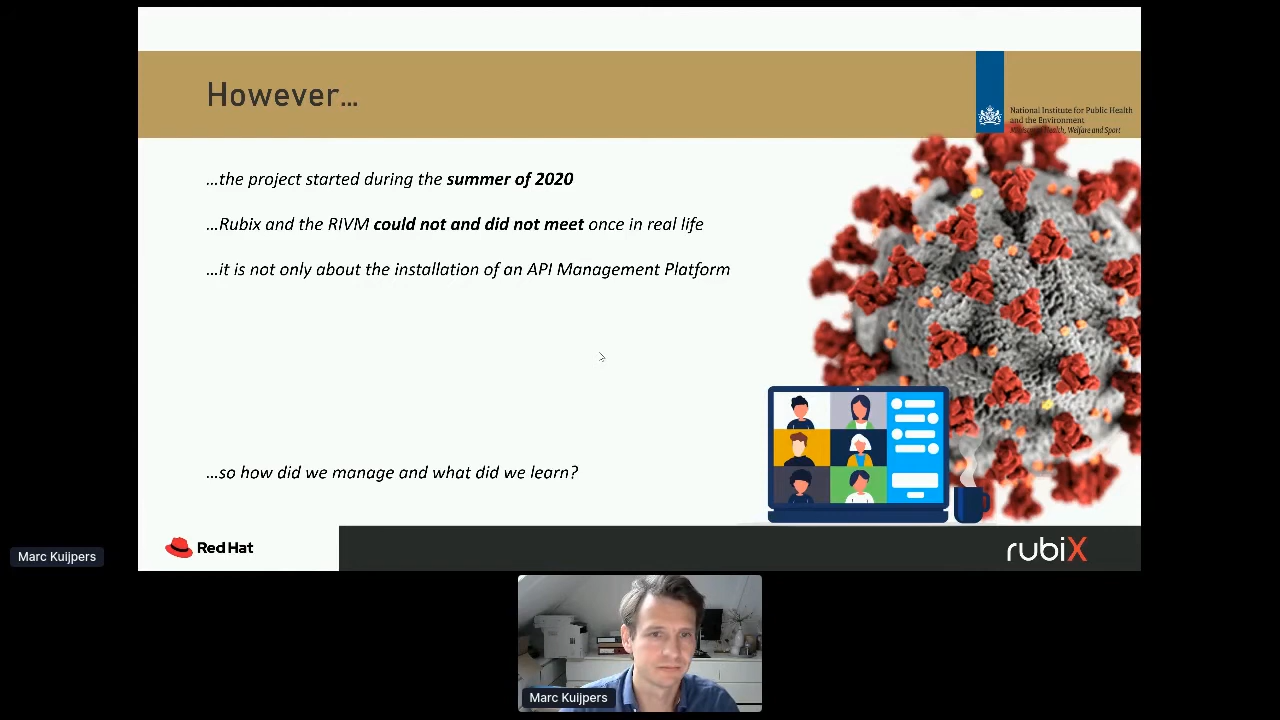 However...
National Institute for Public Health
and the Environment
Health, Welfare and Sport
...the project started during the summer of 2020
...Rubix and the RIVM could not and did not meet once in real life
...it is not only about the installation of an API Management Platform
...so how did we manage and what did we learn?
Red Hat
rubiX
Marc Kuijpers
Marc Kuijpers